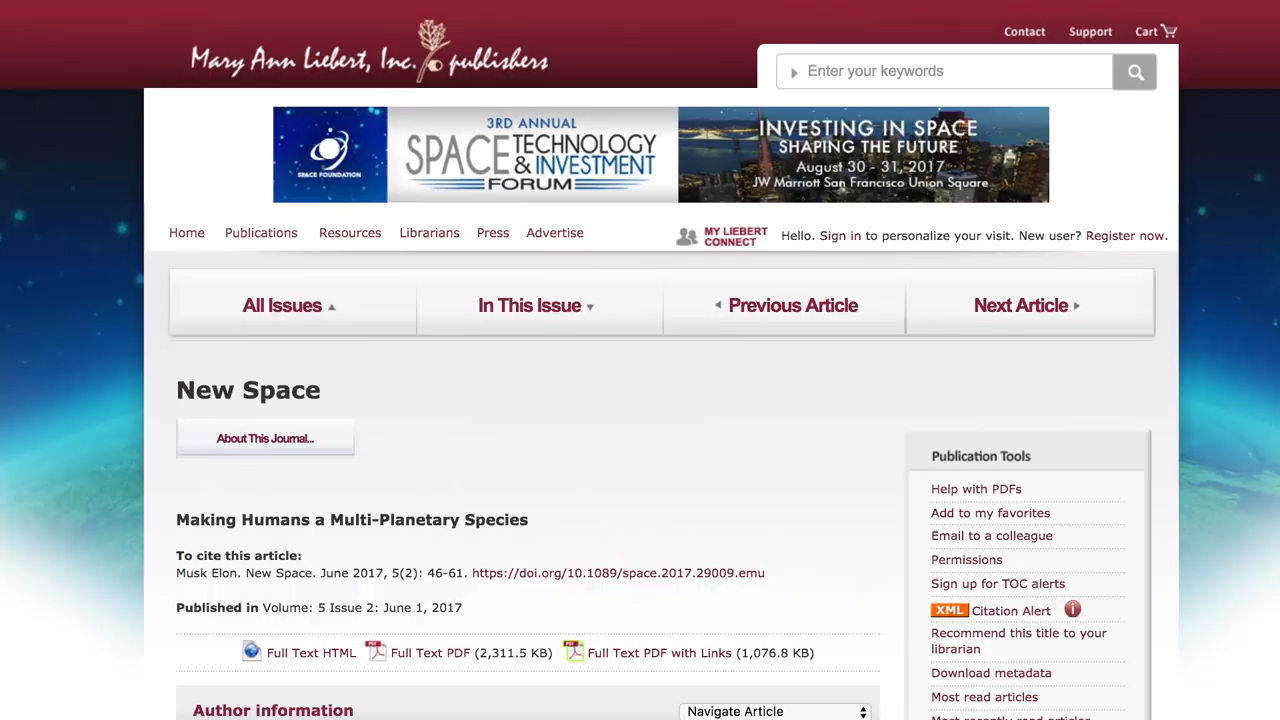 Mary Ann Liebert, Inc. publishers
Contact Support Cart
Enter your keywords
SPACE FOUNDATION
3RD ANNUAL
SPACE TECHNOLOGY
& INVESTMENT
FORUM
INVESTING IN SPACE
SHAPING THE FUTURE
August 30 - 31, 2017
JW Marriott San Francisco Union Square
Home Publications Resources Librarians Press Advertise
MY LIEBERT
CONNECT
Hello. Sign in to personalize your visit. New user? Register now.
All Issues In This Issue Previous Article Next Article
New Space
About This Journal...
Making Humans a Multi-Planetary Species
To cite this article:
Musk Elon. New Space. June 2017, 5(2): 46-61. https://doi.org/10.1089/space.2017.29009.emu
Published in Volume: 5 Issue 2: June 1, 2017
Full Text HTML Full Text PDF (2,311.5 KB) Full Text PDF with Links (1,076.8 KB)
Author information
Navigate Article
Publication Tools
Help with PDFs
Add to my favorites
Email to a colleague
Permissions
Sign up for TOC alerts
XML Citation Alert i
Recommend this title to your
librarian
Download metadata
Most read articles
Most recently read articles